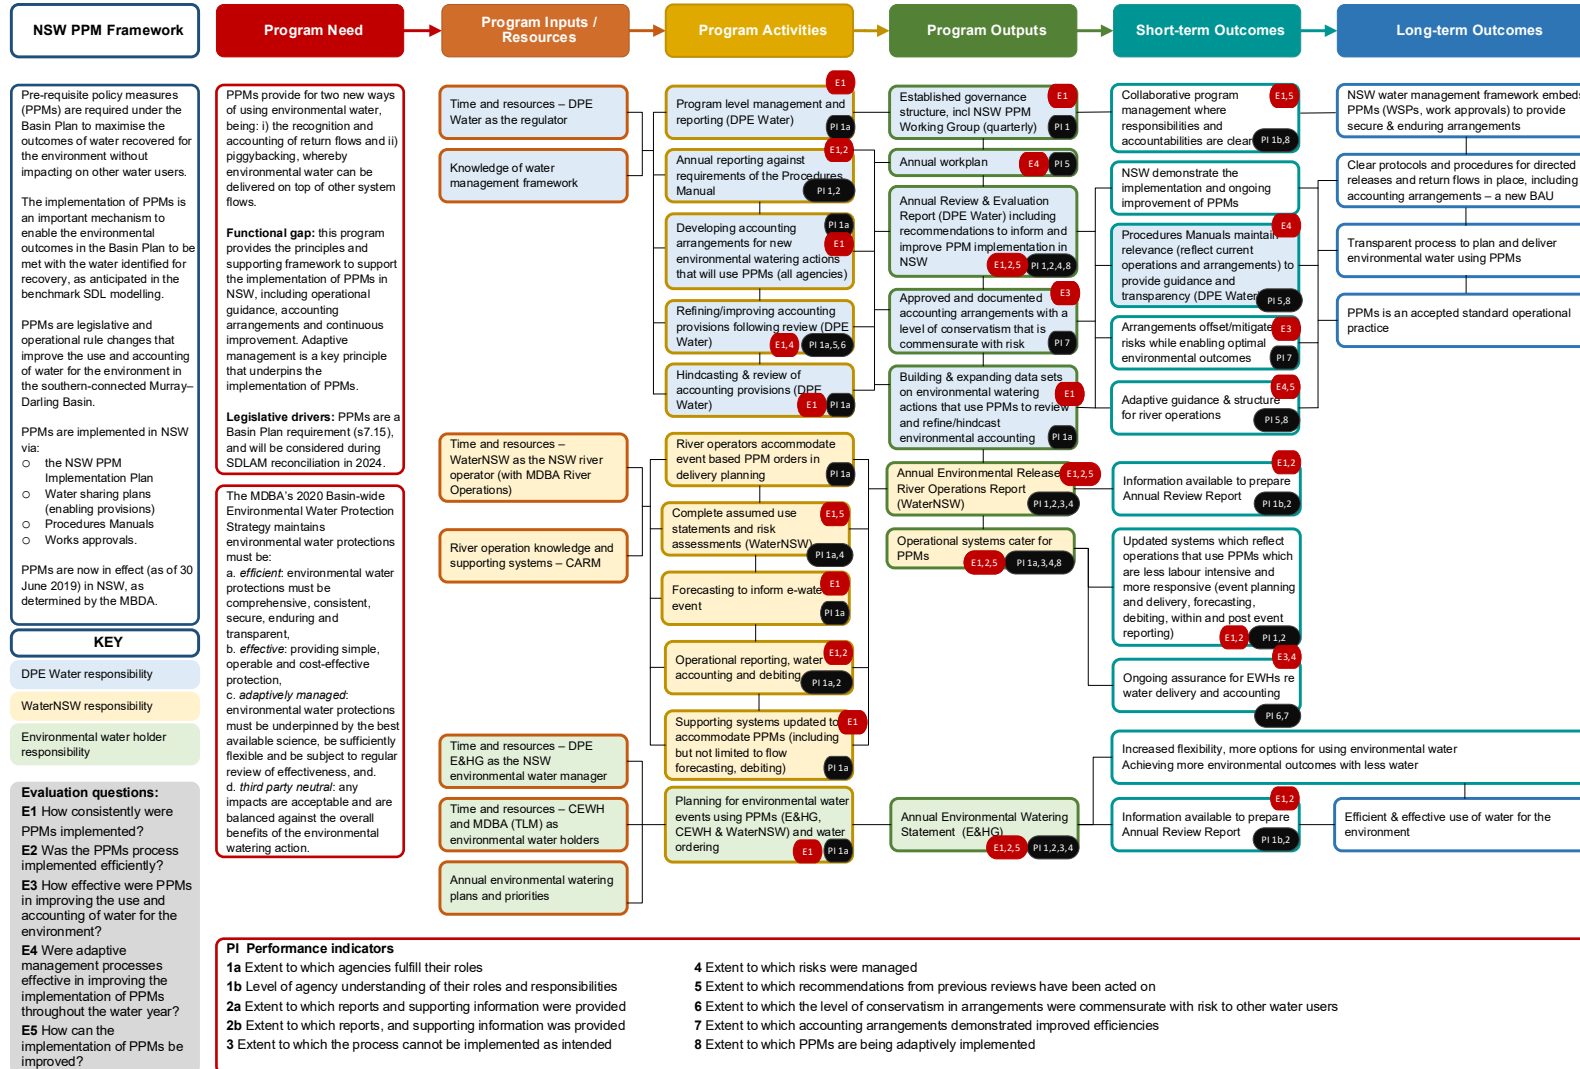 NSW PPM Framework
Program Need
Program Inputs /
Resources
Program Activities
Program Outputs
Short-term Outcomes
Long-term Outcomes
Pre-requisite policy measures
(PPMs) are required under the
Basin Plan to maximise the
outcomes of water recovered for
the environment without
impacting on other water users.
The implementation of PPMs is
an important mechanism to
enable the environmental
outcomes in the Basin Plan to be
met with the water identified for
recovery, as anticipated in the
benchmark SDL modelling.
PPMs are legislative and
operational rule changes that
improve the use and accounting
of water for the environment in
the southern-connected Murray–
Darling Basin.
PPMs are implemented in NSW
via:
o the NSW PPM
Implementation Plan
o Water sharing plans
(enabling provisions)
o Procedures Manuals
o Works approvals.
PPMs are now in effect (as of 30
June 2019) in NSW, as
determined by the MBDA.
KEY
DPE Water responsibility
WaterNSW responsibility
Environmental water holder
responsibility
Evaluation questions:
E1 How consistently were
PPMs implemented?
E2 Was the PPMs process
implemented efficiently?
E3 How effective were PPMs
in improving the use and
accounting of water for the
environment?
E4 Were adaptive
management processes
effective in improving the
implementation of PPMs
throughout the water year?
E5 How can the
implementation of PPMs be
improved?
PPMs provide for two new ways
of using environmental water,
being: i) the recognition and
accounting of return flows and ii)
piggybacking, whereby
environmental water can be
delivered on top of other system
flows.
Functional gap: this program
provides the principles and
supporting framework to support
the implementation of PPMs in
NSW, including operational
guidance, accounting
arrangements and continuous
improvement. Adaptive
management is a key principle
that underpins the
implementation of PPMs.
Legislative drivers: PPMs are a
Basin Plan requirement (s7.15),
and will be considered during
SDLAM reconciliation in 2024.
The MDBA's 2020 Basin-wide
Environmental Water Protection
Strategy maintains
environmental water protections
must be:
a. efficient: environmental water
protections must be
comprehensive, consistent,
secure, enduring and
transparent,
b. effective: providing simple,
operable and cost-effective
protection,
c. adaptively managed:
environmental water protections
must be underpinned by the best
available science, be sufficiently
flexible and be subject to regular
review of effectiveness, and.
d. third party neutral: any
impacts are acceptable and are
balanced against the overall
benefits of the environmental
watering action.
Time and resources – DPE
Water as the regulator
Knowledge of water
management framework
Time and resources –
WaterNSW as the NSW river
operator (with MDBA River
Operations)
River operation knowledge and
supporting systems – CARM
Time and resources – DPE
E&HG as the NSW
environmental water manager
Time and resources – CEWH
and MDBA (TLM) as
environmental water holders
Annual environmental watering
plans and priorities
E1
Program level management and
reporting (DPE Water)
PI 1a
E1,2
Annual reporting against
requirements of the Procedures
Manual
PI 1,2
PI 1a
Developing accounting
arrangements for new
E1
environmental watering actions
that will use PPMs (all agencies)
Refining/improving accounting
provisions following review (DPE
Water)
E1,4 PI 1a,5,6
Hindcasting & review of
accounting provisions (DPE
Water)
E1 PI 1a
River operators accommodate
event based PPM orders in
delivery planning
PI 1a
E1,5
Complete assumed use
statements and risk
assessments (WaterNSW)
PI 1a,4
E1
Forecasting to inform e-water
event
PI 1a
E1,2
Operational reporting, water
accounting and debiting
PI 1a,2
E1
Supporting systems updated to
accommodate PPMs (including
but not limited to flow
forecasting, debiting)
PI 1a
Planning for environmental water
events using PPMs (E&HG,
CEWH & WaterNSW) and water
ordering
E1 PI 1a
E1
Established governance
structure, incl NSW PPM
Working Group (quarterly)
PI 1
Annual workplan
E4 PI 5
Annual Review & Evaluation
Report (DPE Water) including
recommendations to inform and
improve PPM implementation in
NSW
E1,2,5 PI 1,2,4,8
E3
Approved and documented
accounting arrangements with a
level of conservatism that is
commensurate with risk
PI 7
Building & expanding data sets
on environmental watering
E1
actions that use PPMs to review
and refine/hindcast
environmental accounting
PI 1a
Annual Environmental Release
River Operations Report
(WaterNSW)
E1,2,5
PI 1,2,3,4
Operational systems cater for
PPMs
E1,2,5 PI 1a,3,4,8
Annual Environmental Watering
Statement (E&HG)
E1,2,5 PI 1,2,3,4
E1,5
Collaborative program
management where
responsibilities and
accountabilities are clear
PI 1b,8
NSW demonstrate the
implementation and ongoing
improvement of PPMs
E4
Procedures Manuals maintain
relevance (reflect current
operations and arrangements) to
provide guidance and
transparency (DPE Water)
PI 5,8
Arrangements offset/mitigate
risks while enabling optimal
environmental outcomes
E3
PI 7
E4,5
Adaptive guidance & structure
for river operations
PI 5,8
E1,2
Information available to prepare
Annual Review Report
PI 1b,2
Updated systems which reflect
operations that use PPMs which
are less labour intensive and
more responsive (event planning
and delivery, forecasting,
debiting, within and post event
reporting)
E1,2 PI 1,2
E3,4
Ongoing assurance for EWHs re
water delivery and accounting
PI 6,7
Increased flexibility, more options for using environmental water
Achieving more environmental outcomes with less water
E1,2
Information available to prepare
Annual Review Report
PI 1b,2
NSW water management framework embeds
PPMs (WSPs, work approvals) to provide
secure & enduring arrangements
Clear protocols and procedures for directed
releases and return flows in place, including
accounting arrangements – a new BAU
Transparent process to plan and deliver
environmental water using PPMs
PPMs is an accepted standard operational
practice
Efficient & effective use of water for the
environment
PI Performance indicators
1a Extent to which agencies fulfill their roles
1b Level of agency understanding of their roles and responsibilities
2a Extent to which reports and supporting information were provided
2b Extent to which reports, and supporting information was provided
3 Extent to which the process cannot be implemented as intended
4 Extent to which risks were managed
5 Extent to which recommendations from previous reviews have been acted on
6 Extent to which the level of conservatism in arrangements were commensurate with risk to other water users
7 Extent to which accounting arrangements demonstrated improved efficiencies
8 Extent to which PPMs are being adaptively implemented